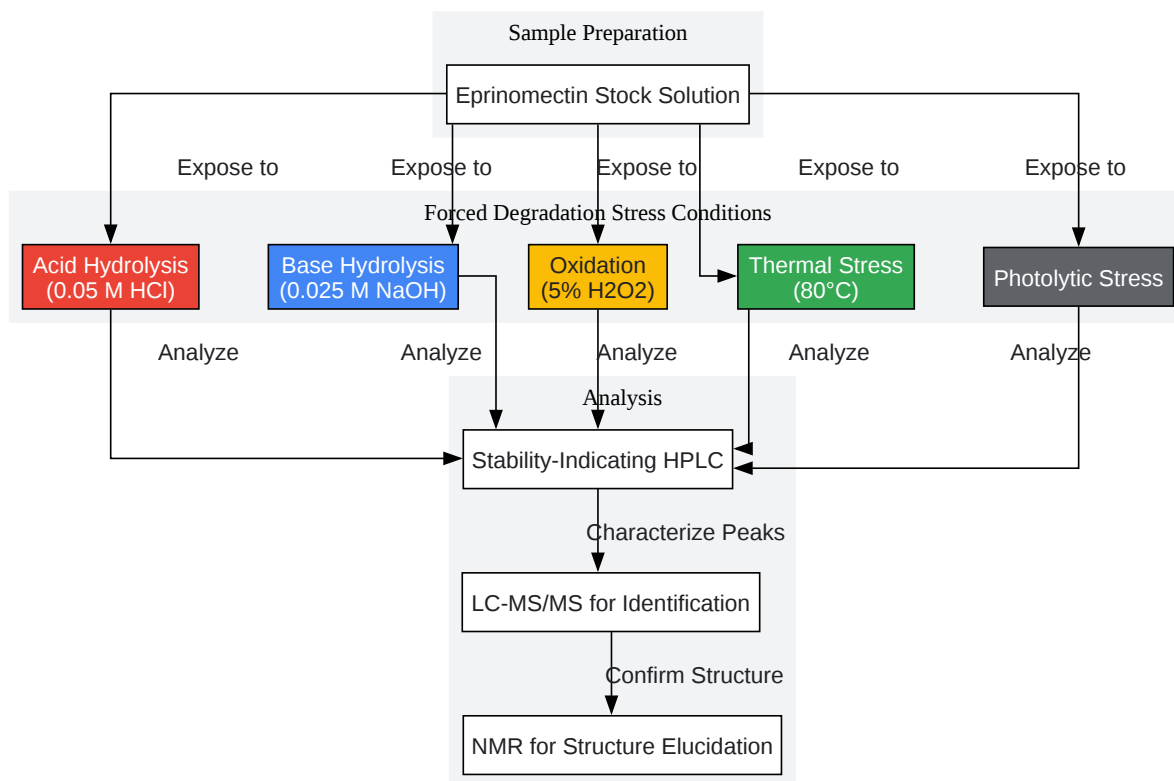 Sample Preparation
Eprinomectin Stock Solution
Expose to
Expose to
Expose to
Expose to
Expose to
Forced Degradation Stress Conditions
Acid Hydrolysis
(0.05 M HCl)
Base Hydrolysis
(0.025 M NaOH)
Oxidation
(5% H2O2)
Thermal Stress
(80°C)
Photolytic Stress
Analyze
Analyze
Analyze
Analyze
Analyze
Analysis
Stability-Indicating HPLC
Characterize Peaks
LC-MS/MS for Identification
Confirm Structure
NMR for Structure Elucidation